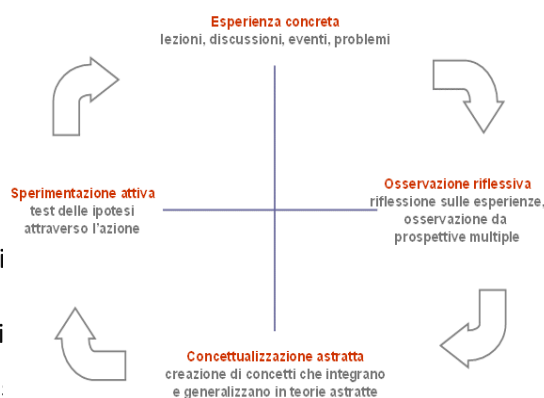 Esperienza concreta
lezioni, discussioni, eventi, problemi
Osservazione riflessiva
riflessione sulle esperienze,
osservazione da
prospettive multiple
Sperimentazione attiva
test delle ipotesi
attraverso l'azione
i
i
Concettualizzazione astratta
creazione di concetti che integrano
e generalizzano in teorie astratte